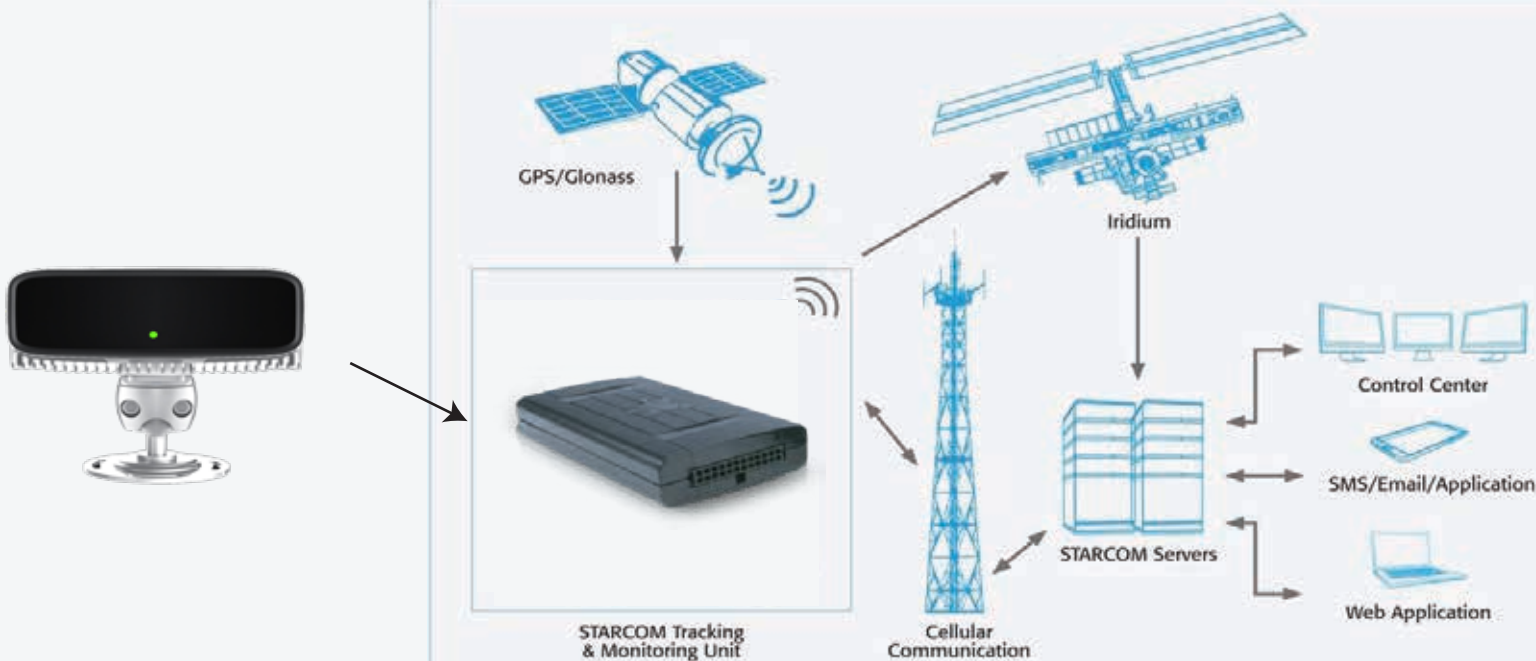 GPS/Glonass
Iridium
Control Center
SMS/Email/Application
STARCOM Servers
Web Application
STARCOM Tracking
& Monitoring Unit
Cellular
Communication